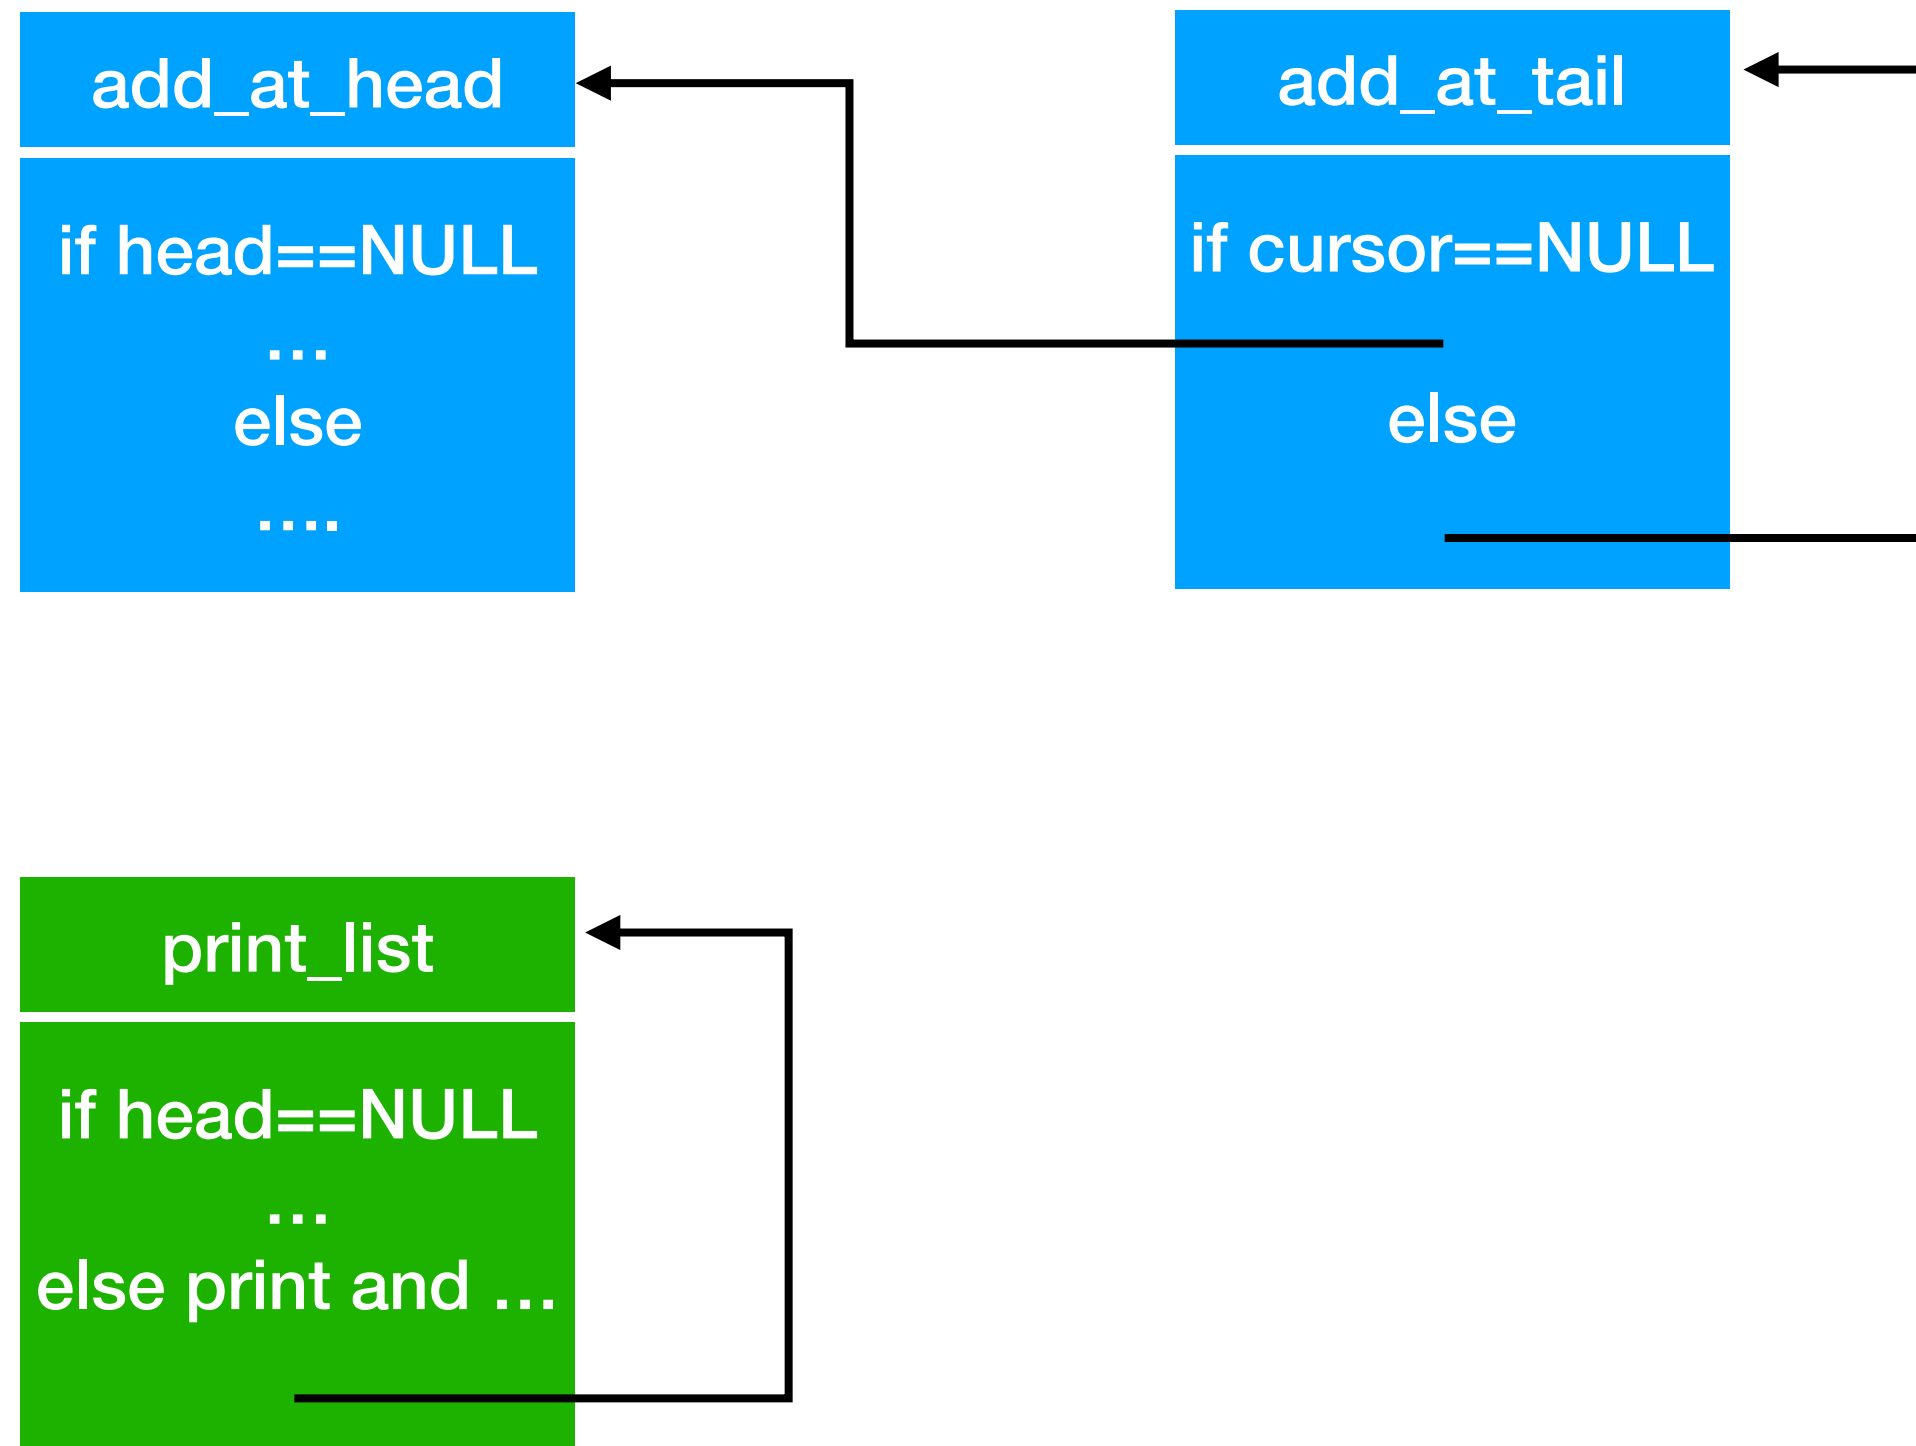 add_at_head
if head==NULL
...
else
....
add_at_tail
if cursor==NULL
else
print_list
if head==NULL
...
else print and ...